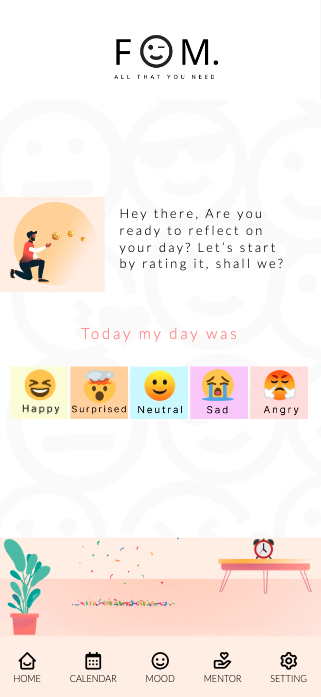 F M.
ALL THAT YOU NEED
Hey there, Are you
ready to reflect on
your day? Let's start
by rating it, shall we?
Today my day was
Happy Surprised Neutral Sad Angry
HOME CALENDAR MOOD MENTOR SETTING